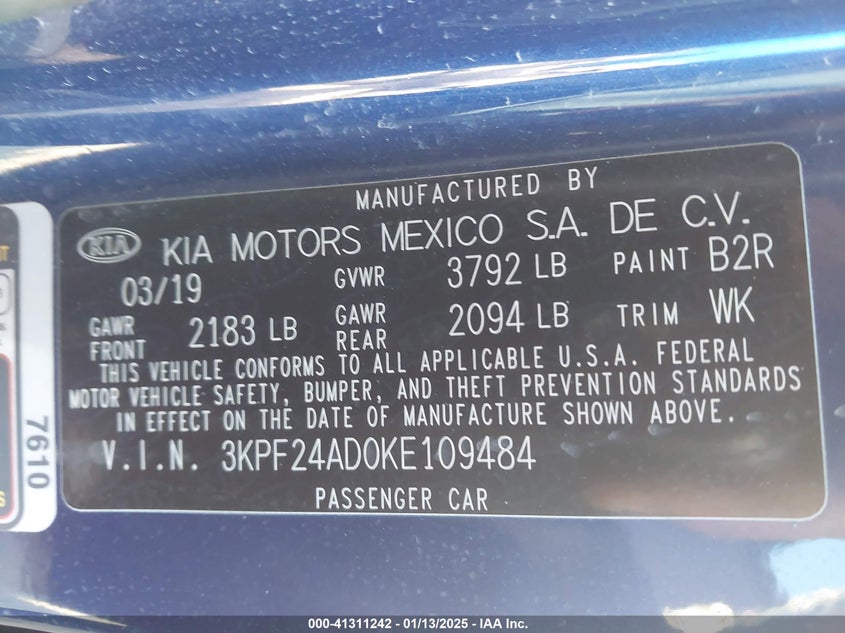 MANUFACTURED BY
KIA KIA MOTORS MEXICO S.A. DE C.V.
03/19 GVWR 3792 LB PAINT B2R
GAWR FRONT 2183 LB GAWR REAR 2094 LB TRIM WK
THIS VEHICLE CONFORMS TO ALL APPLICABLE U.S.A. FEDERAL
MOTOR VEHICLE SAFETY, BUMPER, AND THEFT PREVENTION STANDARDS
IN EFFECT ON THE DATE OF MANUFACTURE SHOWN ABOVE.
V.I.N. 3KPF24AD0KE109484
PASSENGER CAR
7610
000-41311242 - 01/13/2025 - IAA Inc.